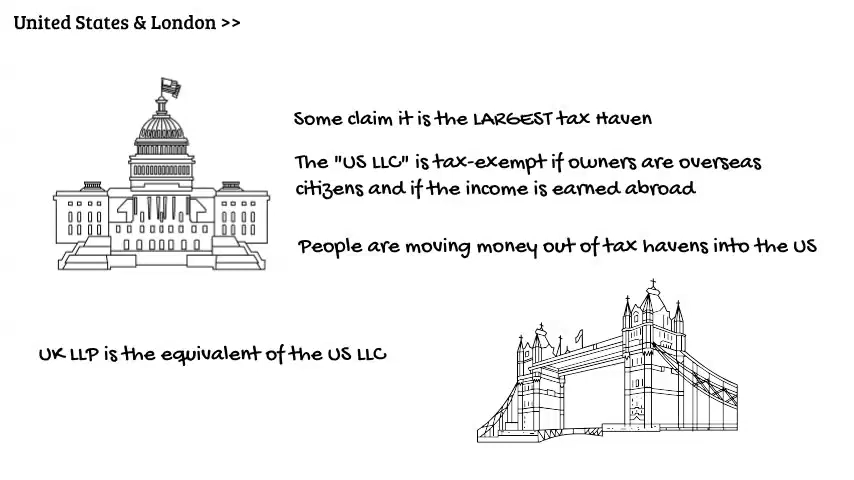 United States & London >>
Some claim it is the LARGEST tax Haven
The "US LLC" is tax-exempt if owners are overseas
citizens and if the income is earned abroad
People are moving money out of tax havens into the US
UK LLP is the equivalent of the US LLC